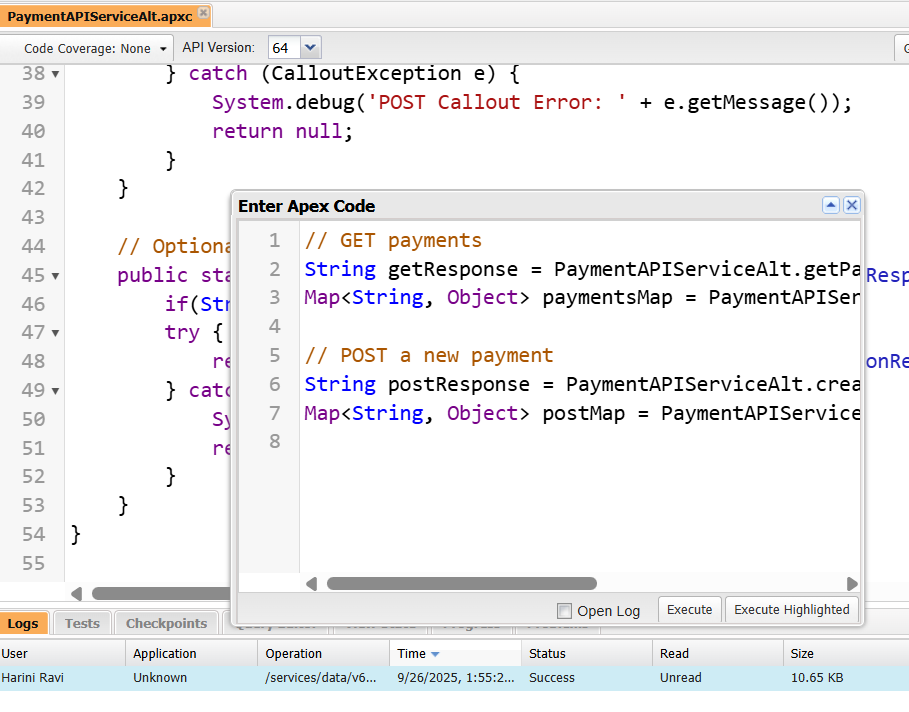 PaymentAPIServiceAlt.apxc
Code Coverage: None API Version: 64
38 } catch (CalloutException e) {
39 System.debug('POST Callout Error: ' + e.getMessage());
40 return null;
41 }
42 }
43
44 // Optiona
45 public sta Resp
46 if(Str
47 try {
48 re onRe
49 } catc
50 Sy
51 re
52 }
53 }
54 }
55
Enter Apex Code
1 // GET payments
2 String getResponse = PaymentAPIServiceAlt.getPa
3 Map<String, Object> paymentsMap = PaymentAPISer
4
5 // POST a new payment
6 String postResponse = PaymentAPIServiceAlt.crea
7 Map<String, Object> postMap = PaymentAPIService
8
Open Log Execute Execute Highlighted
Logs Tests Checkpoints
User Application Operation Time Status Read Size
Harini Ravi Unknown /services/data/v6... 9/26/2025, 1:55:2... Success Unread 10.65 KB